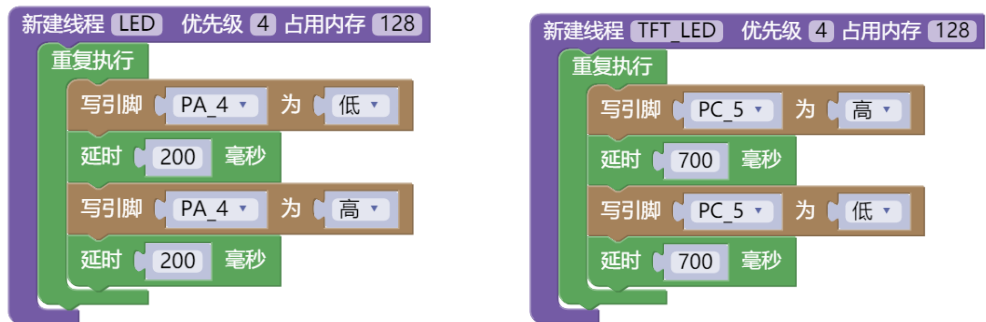 新建线程 LED 优先级 4 占用内存 128
重复执行
写引脚 PA_4 为 低
延时 200 毫秒
写引脚 PA_4 为 高
延时 200 毫秒
新建线程 TFT_LED 优先级 4 占用内存 128
重复执行
写引脚 PC_5 为 高
延时 700 毫秒
写引脚 PC_5 为 低
延时 700 毫秒